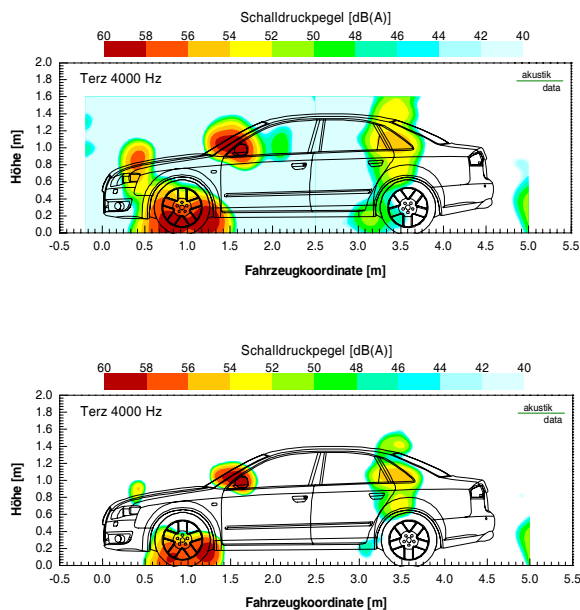 Schalldruckpegel [dB(A)]
60 58 56 54 52 50 48 46 44 42 40
2.0
1.8
1.6
1.4
1.2
1.0
0.8
0.6
0.4
0.2
0.0
Höhe [m]
Terz 4000 Hz
akustik
data
-0.5 0.0 0.5 1.0 1.5 2.0 2.5 3.0 3.5 4.0 4.5 5.0 5.5
Fahrzeugkoordinate [m]
Schalldruckpegel [dB(A)]
60 58 56 54 52 50 48 46 44 42 40
2.0
1.8
1.6
1.4
1.2
1.0
0.8
0.6
0.4
0.2
0.0
Höhe [m]
Terz 4000 Hz
akustik
data
-0.5 0.0 0.5 1.0 1.5 2.0 2.5 3.0 3.5 4.0 4.5 5.0 5.5
Fahrzeugkoordinate [m]